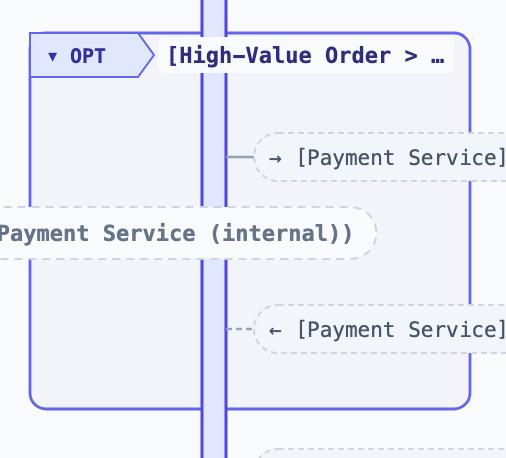 ▼ OPT [High-Value Order > …
→ [Payment Service]
Payment Service (internal))
← [Payment Service]